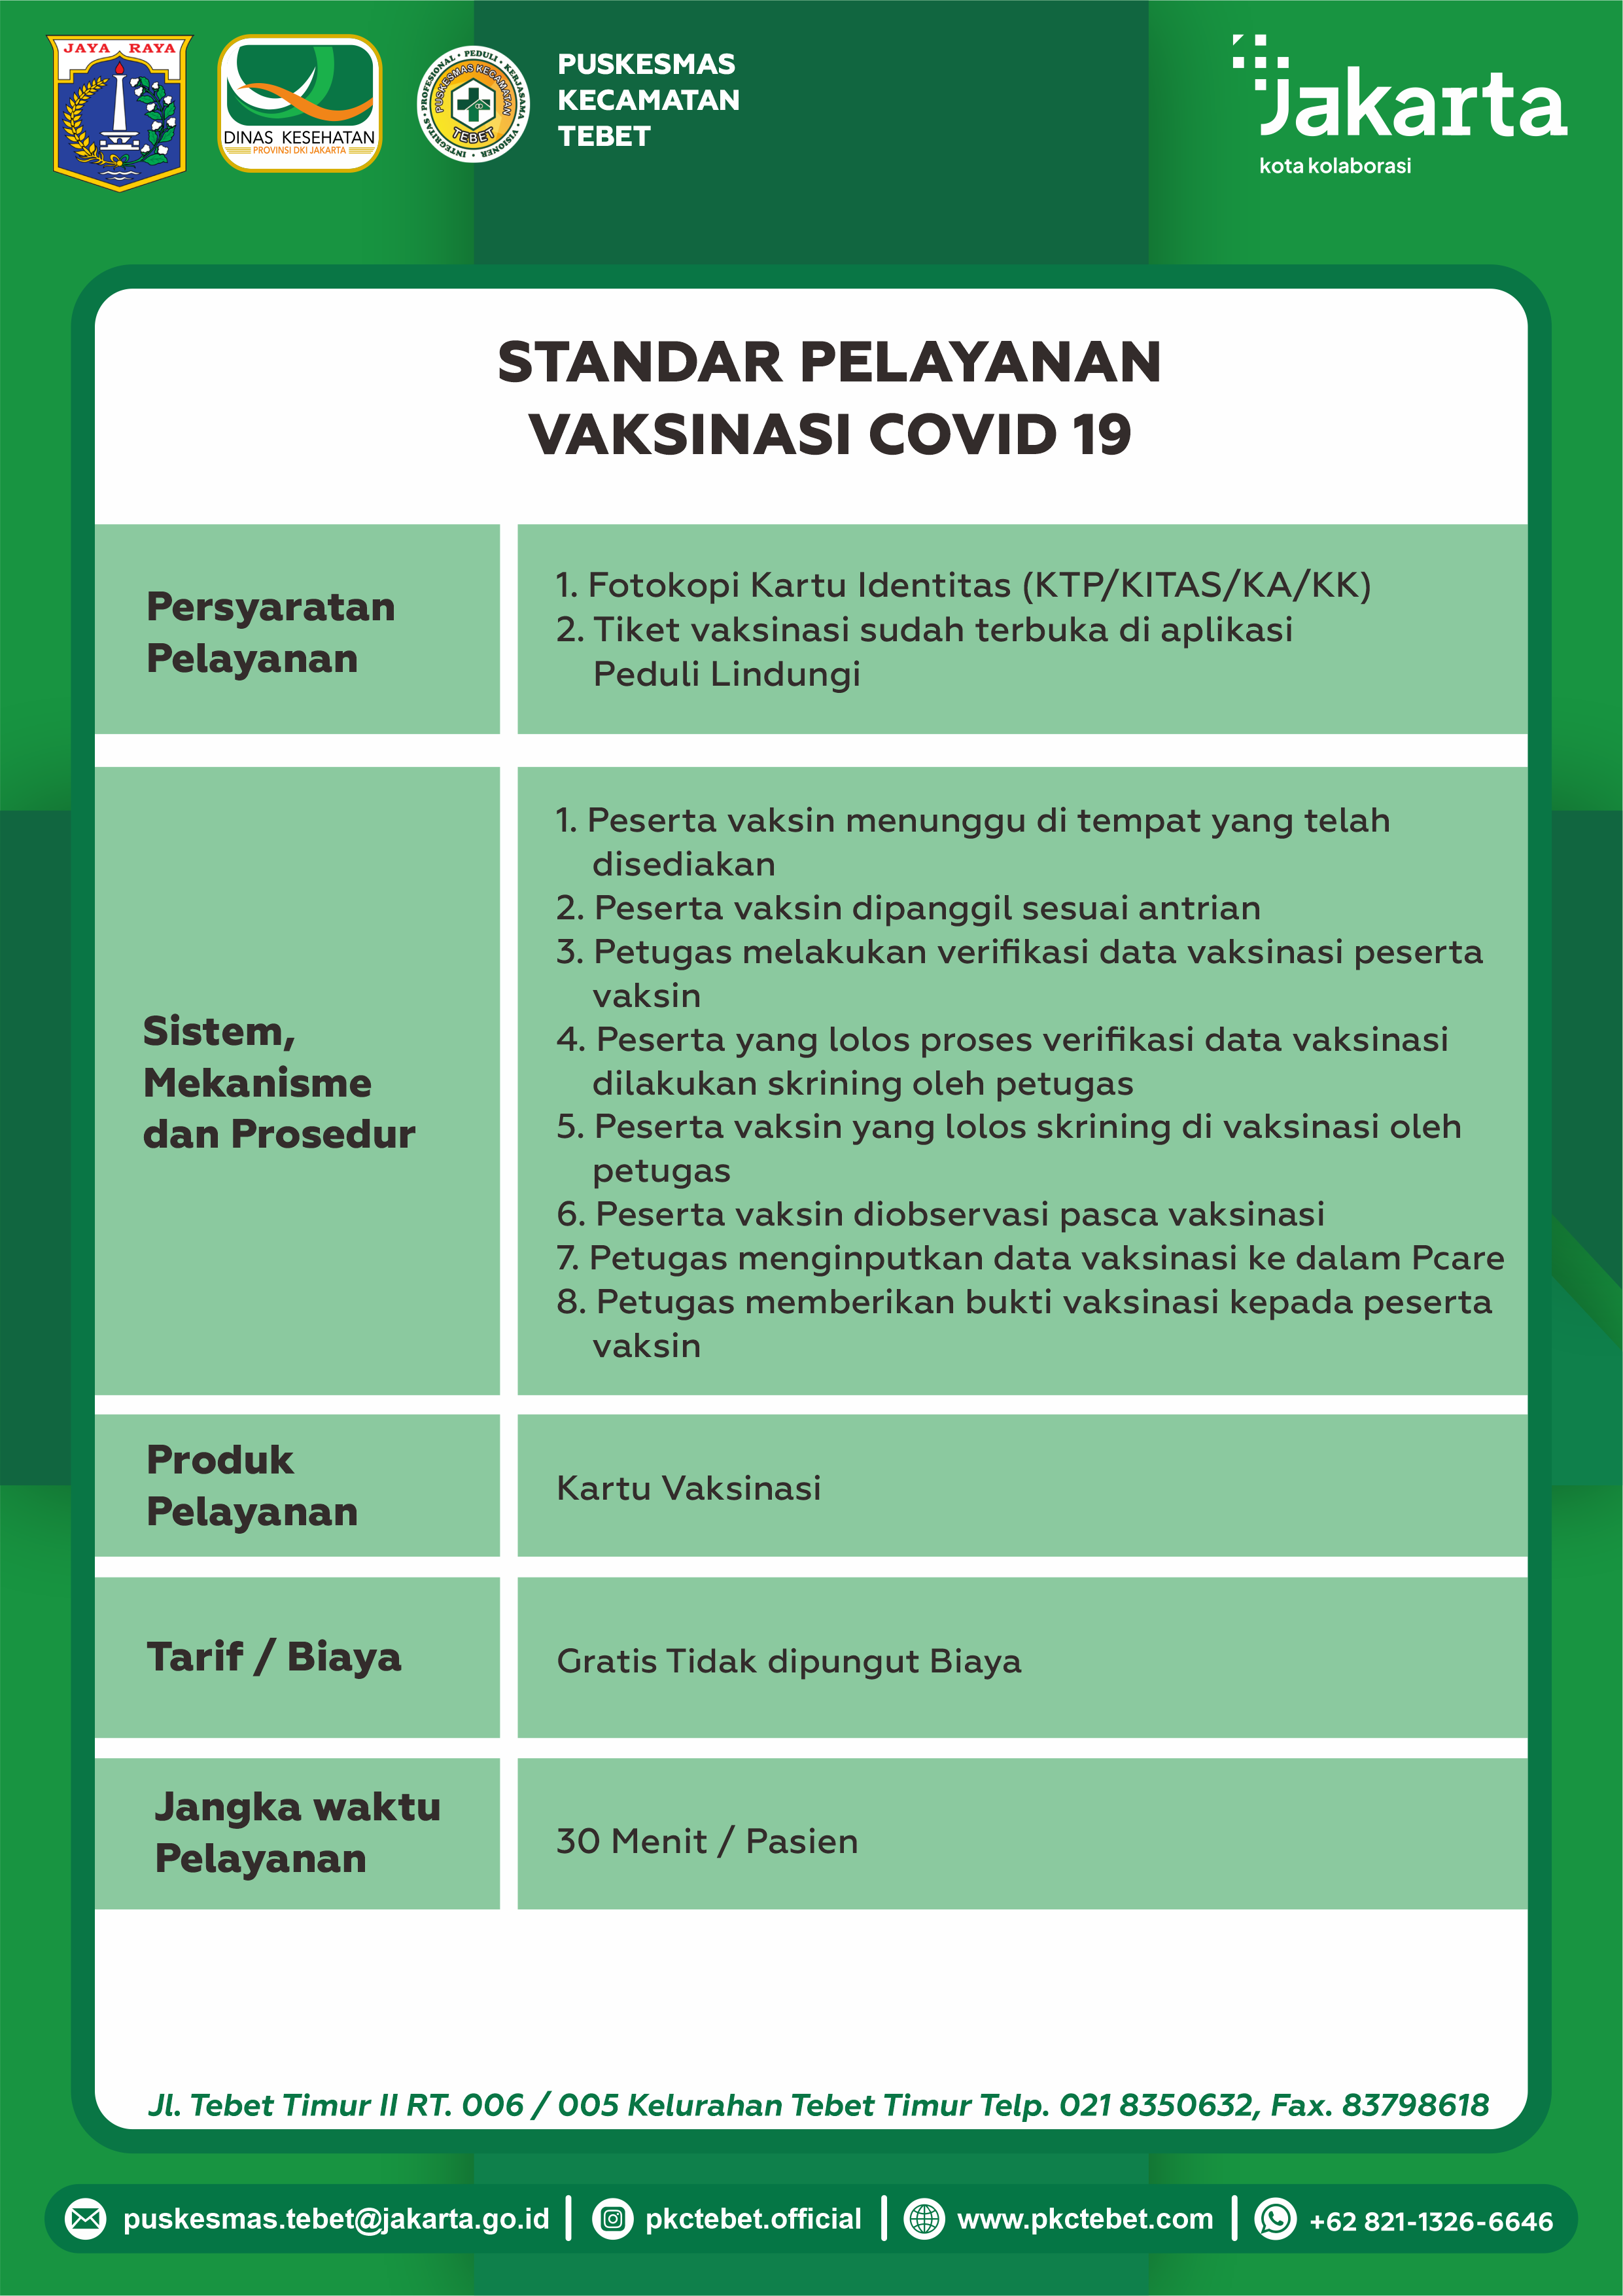 JAYA RAYA
DINAS KESEHATAN
PROVINSI DKI JAKARTA
PROFESIONAL • PEDULI • KERJASAMA • VISIONER • INTEGRITAS •
PUSKESMAS KECAMATAN
TEBET
PUSKESMAS
KECAMATAN
TEBET
Jakarta
kota kolaborasi
STANDAR PELAYANAN
VAKSINASI COVID 19
Persyaratan
Pelayanan
1. Fotokopi Kartu Identitas (KTP/KITAS/KA/KK)
2. Tiket vaksinasi sudah terbuka di aplikasi
Peduli Lindungi
Sistem,
Mekanisme
dan Prosedur
1. Peserta vaksin menunggu di tempat yang telah
disediakan
2. Peserta vaksin dipanggil sesuai antrian
3. Petugas melakukan verifikasi data vaksinasi peserta
vaksin
4. Peserta yang lolos proses verifikasi data vaksinasi
dilakukan skrining oleh petugas
5. Peserta vaksin yang lolos skrining di vaksinasi oleh
petugas
6. Peserta vaksin diobservasi pasca vaksinasi
7. Petugas menginputkan data vaksinasi ke dalam Pcare
8. Petugas memberikan bukti vaksinasi kepada peserta
vaksin
Produk
Pelayanan
Kartu Vaksinasi
Tarif / Biaya
Gratis Tidak dipungut Biaya
Jangka waktu
Pelayanan
30 Menit / Pasien
Jl. Tebet Timur II RT. 006 / 005 Kelurahan Tebet Timur Telp. 021 8350632, Fax. 83798618
puskesmas.tebet@jakarta.go.id | pkctebet.official | www.pkctebet.com | +62 821-1326-6646